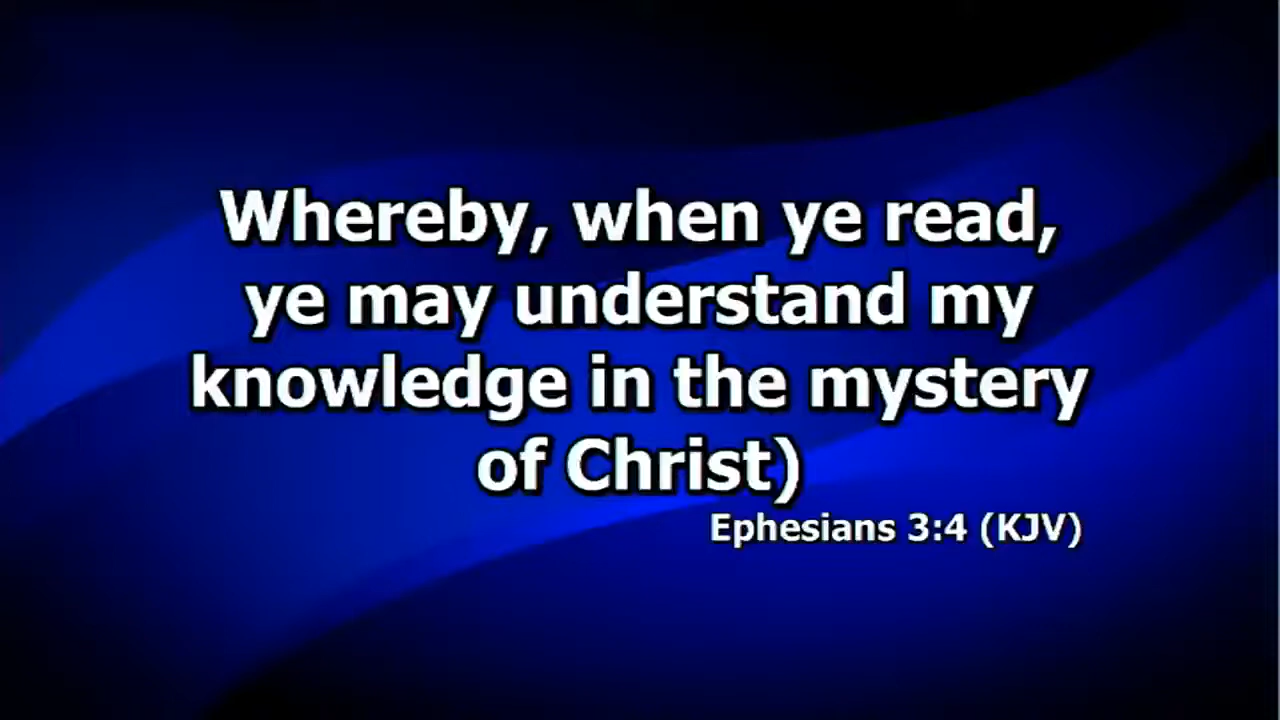 Whereby, when ye read,
ye may understand my
knowledge in the mystery
of Christ)
Ephesians 3:4 (KJV)